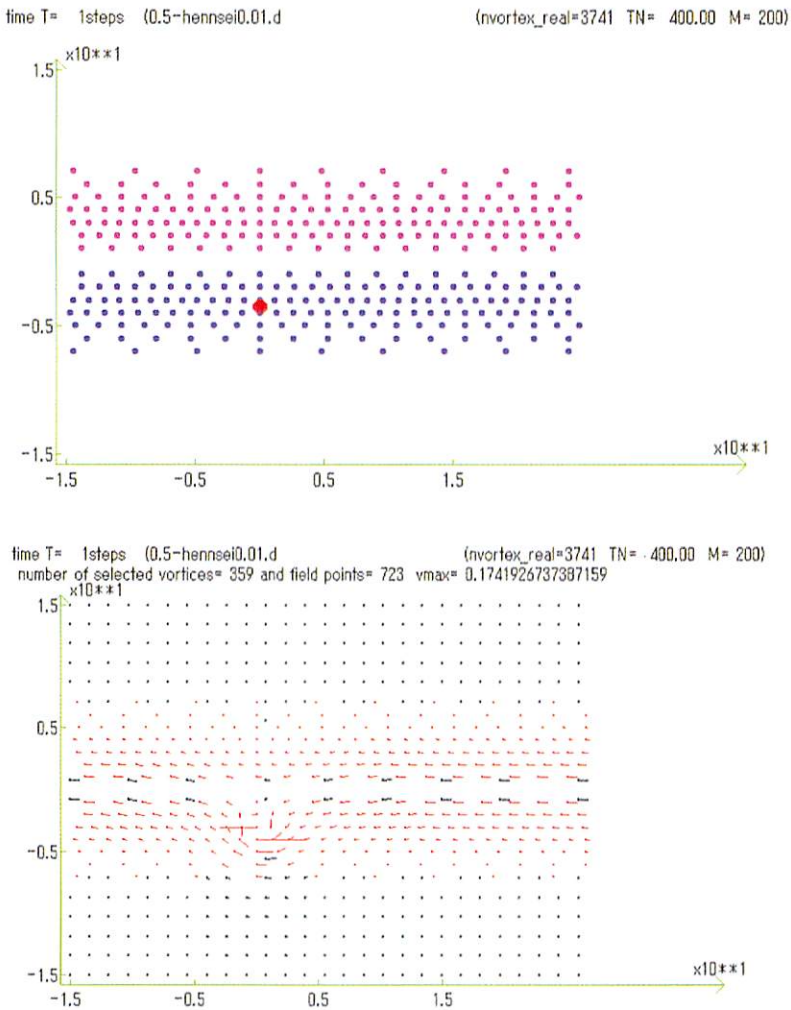 time T= 1steps (0.5-hennsei0.01.d (nvortex_real=3741 TN= 400.00 M= 200)
x10**1
1.5
0.5
-0.5
-1.5
x10**1
-1.5 -0.5 0.5 1.5
time T= 1steps (0.5-hennsei0.01.d (nvortex_real=3741 TN= 400.00 M= 200)
number of selected vortices= 359 and field points= 723 vmax= 0.1741926737387159
x10**1
1.5
0.5
-0.5
-1.5
x10**1
-1.5 -0.5 0.5 1.5